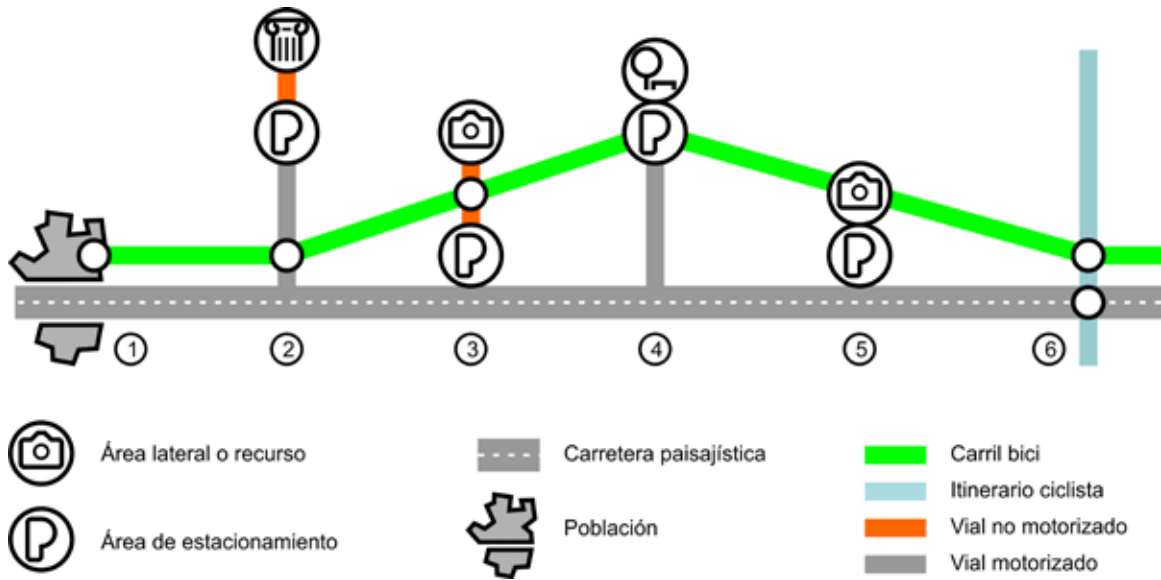 P
P
P
P
1 2 3 4 5 6
Área lateral o recurso
Carretera paisajística
Carril bici
Itinerario ciclista
P
Área de estacionamiento
Población
Vial no motorizado
Vial motorizado